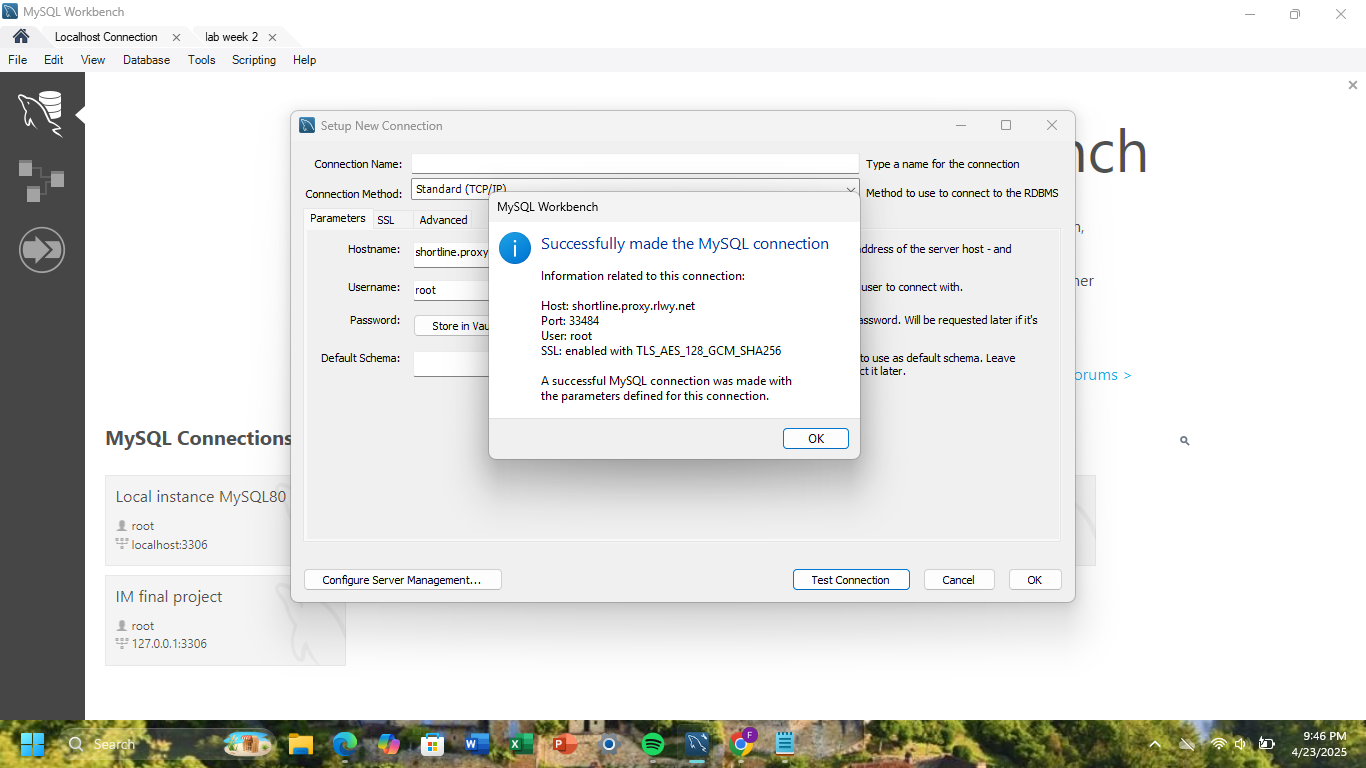 MySQL Workbench
Localhost Connection
lab week 2
File Edit View Database Tools Scripting Help
nch
Setup New Connection
Connection Name:
Type a name for the connection
Connection Method:
Standard (TCP/IP)
Method to use to connect to the RDBMS
Parameters SSL Advanced
Hostname:
shortline.proxy
ddress of the server host - and
Username:
root
user to connect with.
Password:
Store in Vau
assword. Will be requested later if it's
Default Schema:
to use as default schema. Leave
ct it later.
MySQL Workbench
Successfully made the MySQL connection
Information related to this connection:
Host: shortline.proxy.rlwy.net
Port: 33484
User: root
SSL: enabled with TLS_AES_128_GCM_SHA256
A successful MySQL connection was made with
the parameters defined for this connection.
OK
n,
ner
orums >
Configure Server Management...
Test Connection
Cancel
OK
MySQL Connections
Local instance MySQL80
root
localhost:3306
IM final project
root
127.0.0.1:3306
Search
F
9:46 PM
4/23/2025